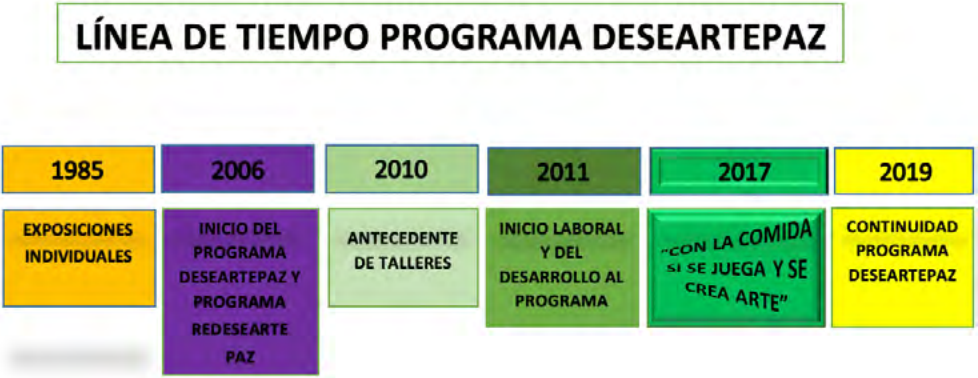 LÍNEA DE TIEMPO PROGRAMA DESEARTEPAZ
1985
2006
2010
2011
2017
2019
EXPOSICIONES
INDIVIDUALES
INICIO DEL
PROGRAMA
DESEARTEPAZ Y
PROGRAMA
REDESEARTE
PAZ
ANTECEDENTE
DE TALLERES
INICIO LABORAL
Y DEL
DESARROLLO AL
PROGRAMA
"CON LA COMIDA
SI SE JUEGA Y SE
CREA ARTE"
CONTINUIDAD
PROGRAMA
DESEARTEPAZ